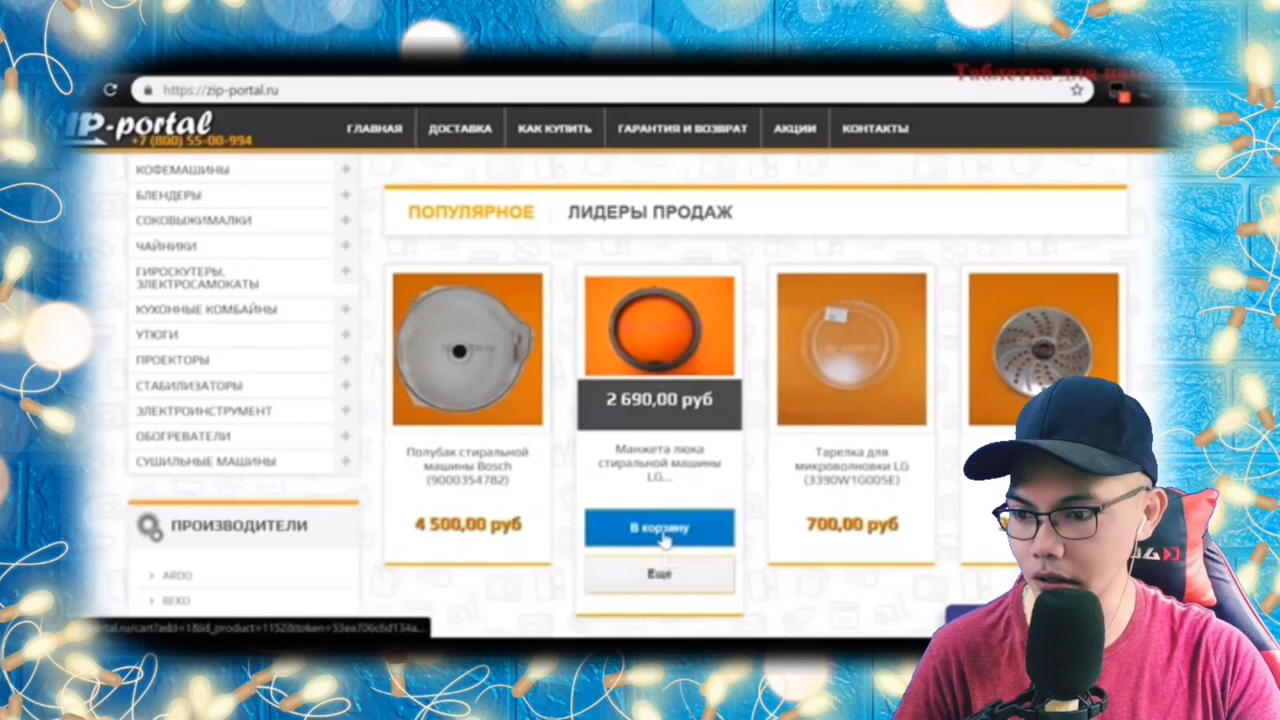 Таблетка для
https://zip-portal.ru
ZIP-portal
+7 (800) 55-00-994
ГЛАВНАЯ
ДОСТАВКА
КАК КУПИТЬ
ГАРАНТИЯ И ВОЗВРАТ
АКЦИИ
КОНТАКТЫ
КОФЕМАШИНЫ
БЛЕНДЕРЫ
СОКОВЫЖИМАЛКИ
ЧАЙНИКИ
ГИРОСКУТЕРЫ,
ЭЛЕКТРОСАМОКАТЫ
КУХОННЫЕ КОМБАЙНЫ
УТЮГИ
ПРОЕКТОРЫ
СТАБИЛИЗАТОРЫ
ЭЛЕКТРОИНСТРУМЕНТ
ОБОГРЕВАТЕЛИ
СУШИЛЬНЫЕ МАШИНЫ
ПРОИЗВОДИТЕЛИ
> ARDO
> BEKO
ПОПУЛЯРНОЕ
ЛИДЕРЫ ПРОДАЖ
Полубак стиральной
машины Bosch
(9000354782)
4 500,00 руб
2 690,00 руб
Манжета люка
стиральной машины
LG...
В корзину
Еще
Тарелка для
микроволновки LG
(3390W1G005E)
700,00 руб